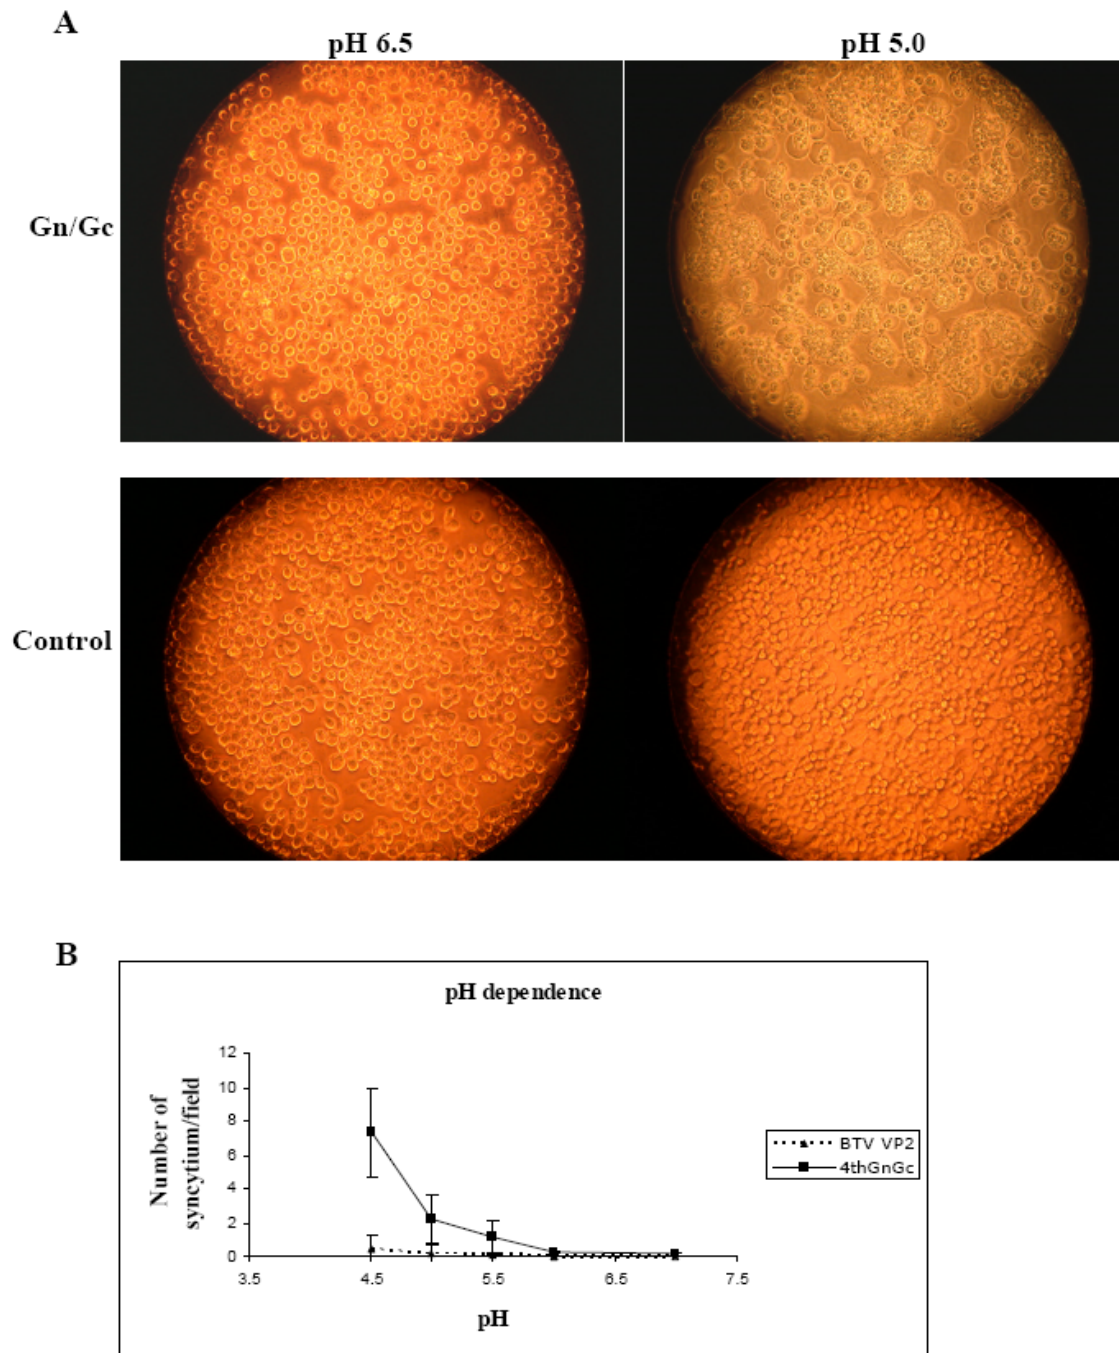 A
pH 6.5
pH 5.0
Gn/Gc
Control
B
pH dependence
Number of
syncytium/field
12
10
8
6
4
2
0
3.5
4.5
5.5
6.5
7.5
pH
BTV VP2
4thGnGc